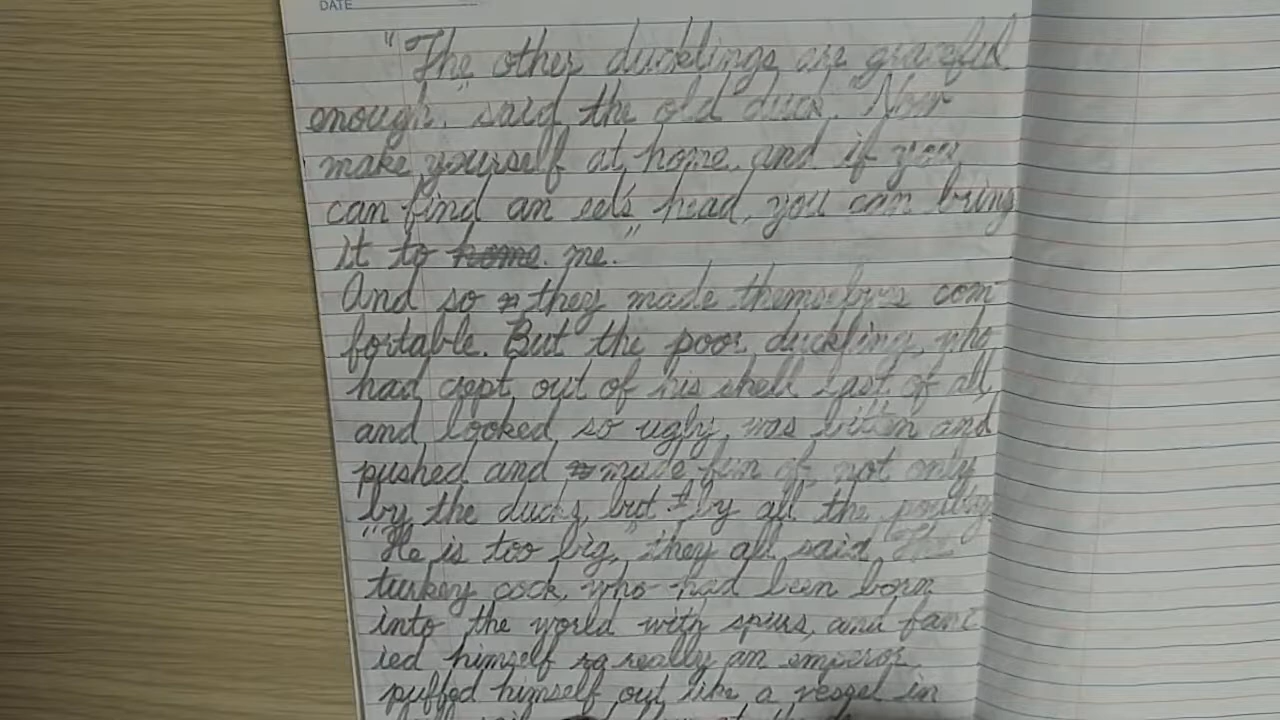 DATE
"The other ducklings are graceful
enough," said the old duck. "Now
make yourself at home, and if you
can find an eel's head, you can bring
it to home. me."
And so they made themselves com
fortable. But the poor duckling, who
had crept out of his shell last of all,
and looked so ugly, was bitten and
pushed and made fun of, not only
by the ducks, but by all the poultry.
"He is too big," they all said. The
turkey cock, who had been born
into the world with spurs, and fanc
ied himself really an emperor,
puffed himself out like a vessel in